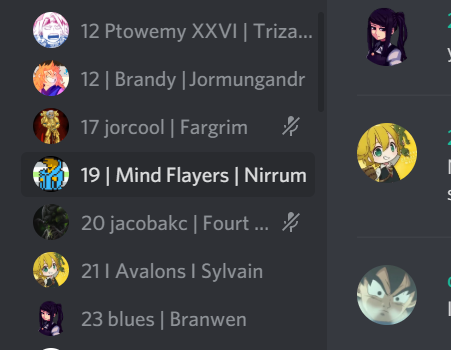 12 Ptowemy XXVI | Triza...
12 | Brandy | Jormungandr
17 jorcool | Fargrim
19 | Mind Flayers | Nirrum
20 jacobakc | Fourt ...
21 I Avalons I Sylvain
23 blues | Branwen